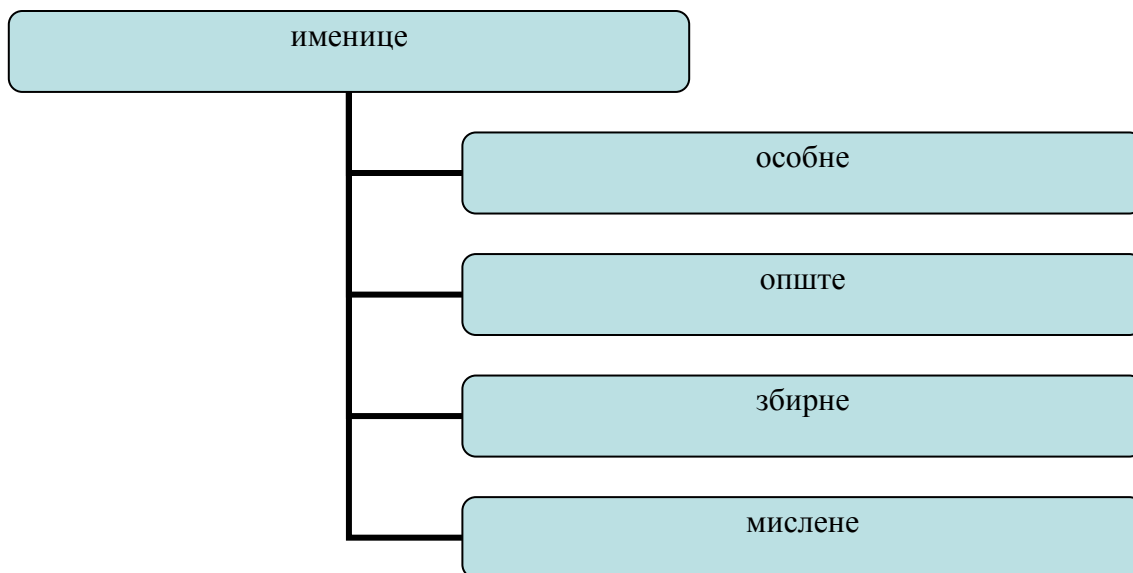 именице
особне
опште
збирне
мислене